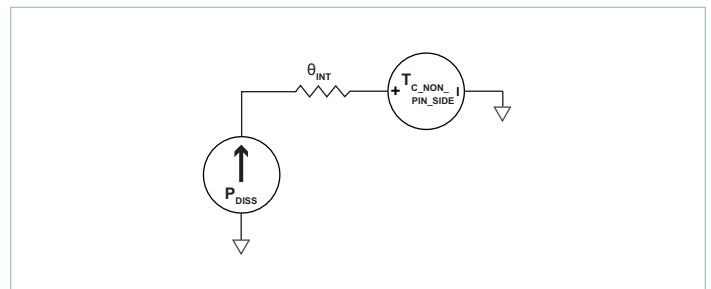 θINT
+ TC_NON_ I
PIN_SIDE
PDISS